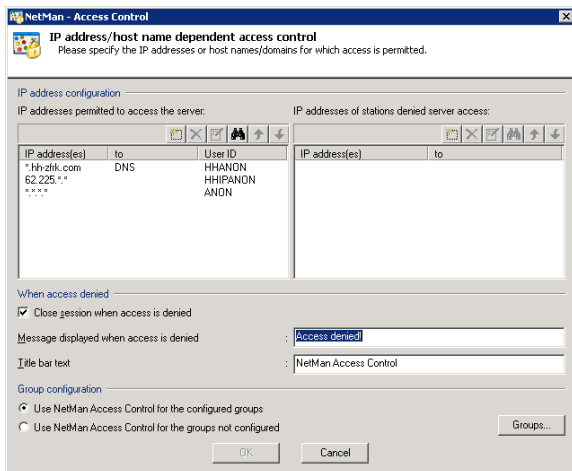 NetMan - Access Control
IP address/host name dependent access control
Please specify the IP addresses or host names/domains for which access is permitted.
IP address configuration
IP addresses permitted to access the server:
IP addresses of stations denied server access:
IP address(es) to User ID
*.hh-zfrk.com DNS HHANON
62.225.*.* HHIPANON
*.*.*.* ANON
IP address(es) to
When access denied
Close session when access is denied
Message displayed when access is denied : Access denied!
Title bar text : NetMan Access Control
Group configuration
Use NetMan Access Control for the configured groups
Use NetMan Access Control for the groups not configured
Groups...
OK Cancel